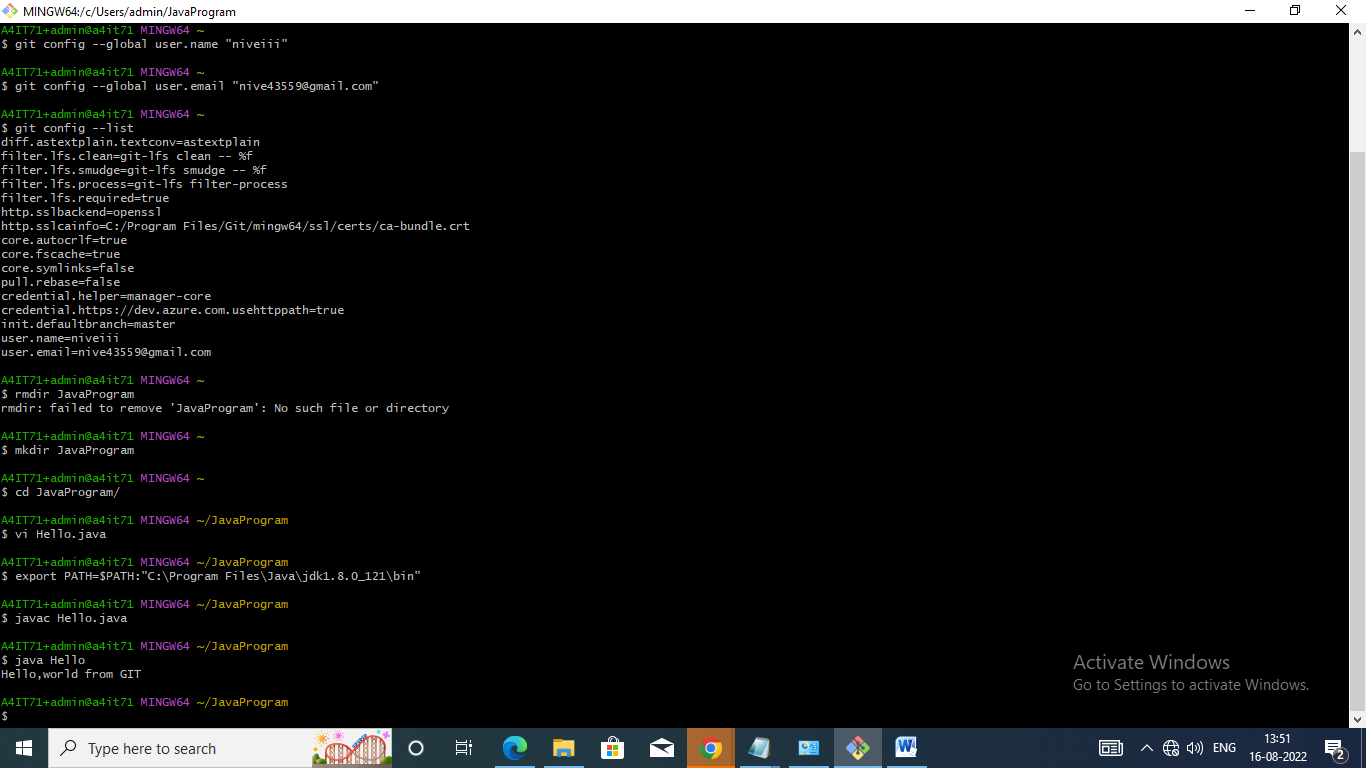 MINGW64:/c/Users/admin/JavaProgram
A4IT71+admin@a4it71 MINGW64 ~
$ git config --global user.name "niveiii"
A4IT71+admin@a4it71 MINGW64 ~
$ git config --global user.email "nive43559@gmail.com"
A4IT71+admin@a4it71 MINGW64 ~
$ git config --list
diff.astextplain.textconv=astextplain
filter.lfs.clean=git-lfs clean -- %f
filter.lfs.smudge=git-lfs smudge -- %f
filter.lfs.process=git-lfs filter-process
filter.lfs.required=true
http.sslbackend=openssl
http.sslcainfo=C:/Program Files/Git/mingw64/ssl/certs/ca-bundle.crt
core.autocrlf=true
core.fscache=true
core.symlinks=false
pull.rebase=false
credential.helper=manager-core
credential.https://dev.azure.com.usehttppath=true
init.defaultbranch=master
user.name=niveiii
user.email=nive43559@gmail.com
A4IT71+admin@a4it71 MINGW64 ~
$ rmdir JavaProgram
rmdir: failed to remove 'JavaProgram': No such file or directory
A4IT71+admin@a4it71 MINGW64 ~
$ mkdir JavaProgram
A4IT71+admin@a4it71 MINGW64 ~
$ cd JavaProgram/
A4IT71+admin@a4it71 MINGW64 ~/JavaProgram
$ vi Hello.java
A4IT71+admin@a4it71 MINGW64 ~/JavaProgram
$ export PATH=$PATH:"C:\Program Files\Java\jdk1.8.0_121\bin"
A4IT71+admin@a4it71 MINGW64 ~/JavaProgram
$ javac Hello.java
A4IT71+admin@a4it71 MINGW64 ~/JavaProgram
$ java Hello
Hello,world from GIT
A4IT71+admin@a4it71 MINGW64 ~/JavaProgram
$
Activate Windows
Go to Settings to activate Windows.
Type here to search
W
ENG
13:51
16-08-2022
2